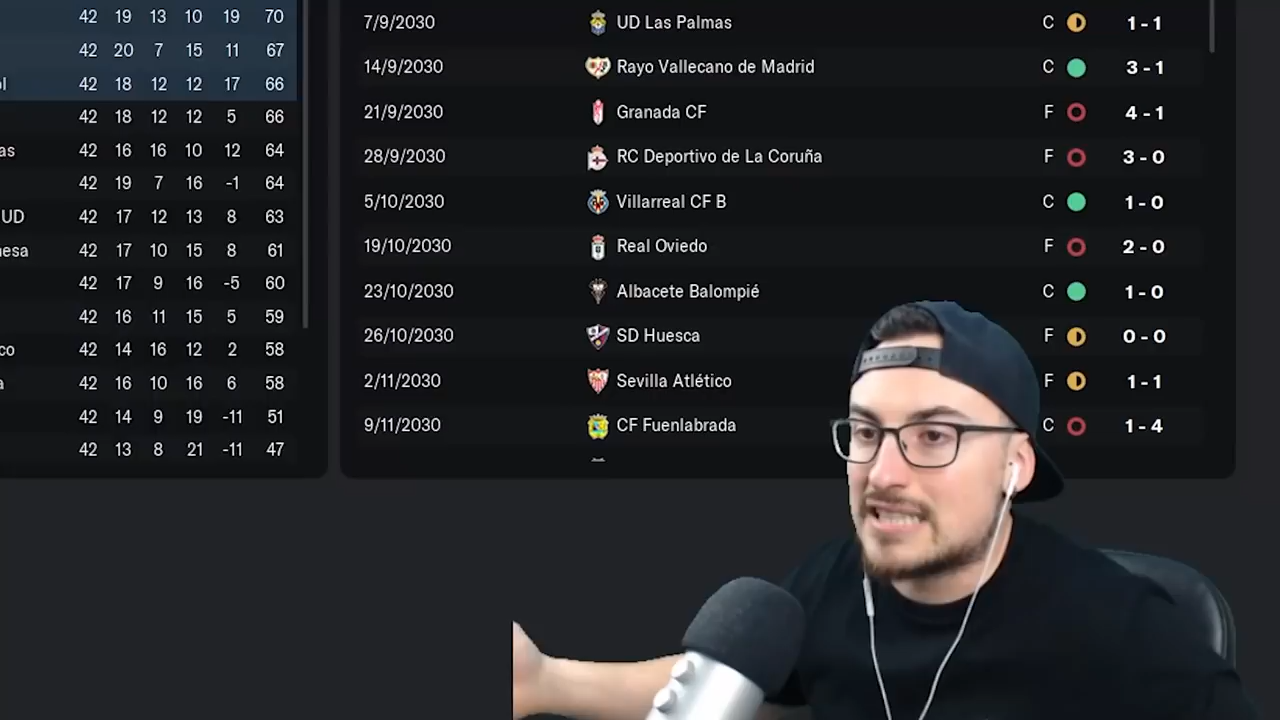 42 19 13 10 19 70
42 20 7 15 11 67
ol 42 18 12 12 17 66
42 18 12 12 5 66
as 42 16 16 10 12 64
42 19 7 16 -1 64
UD 42 17 12 13 8 63
nesa 42 17 10 15 8 61
42 17 9 16 -5 60
42 16 11 15 5 59
co 42 14 16 12 2 58
a 42 16 10 16 6 58
42 14 9 19 -11 51
42 13 8 21 -11 47
7/9/2030 UD Las Palmas C 1 - 1
14/9/2030 Rayo Vallecano de Madrid C 3 - 1
21/9/2030 Granada CF F 4 - 1
28/9/2030 RC Deportivo de La Coruña F 3 - 0
5/10/2030 Villarreal CF B C 1 - 0
19/10/2030 Real Oviedo F 2 - 0
23/10/2030 Albacete Balompié C 1 - 0
26/10/2030 SD Huesca F 0 - 0
2/11/2030 Sevilla Atlético F 1 - 1
9/11/2030 CF Fuenlabrada C 1 - 4